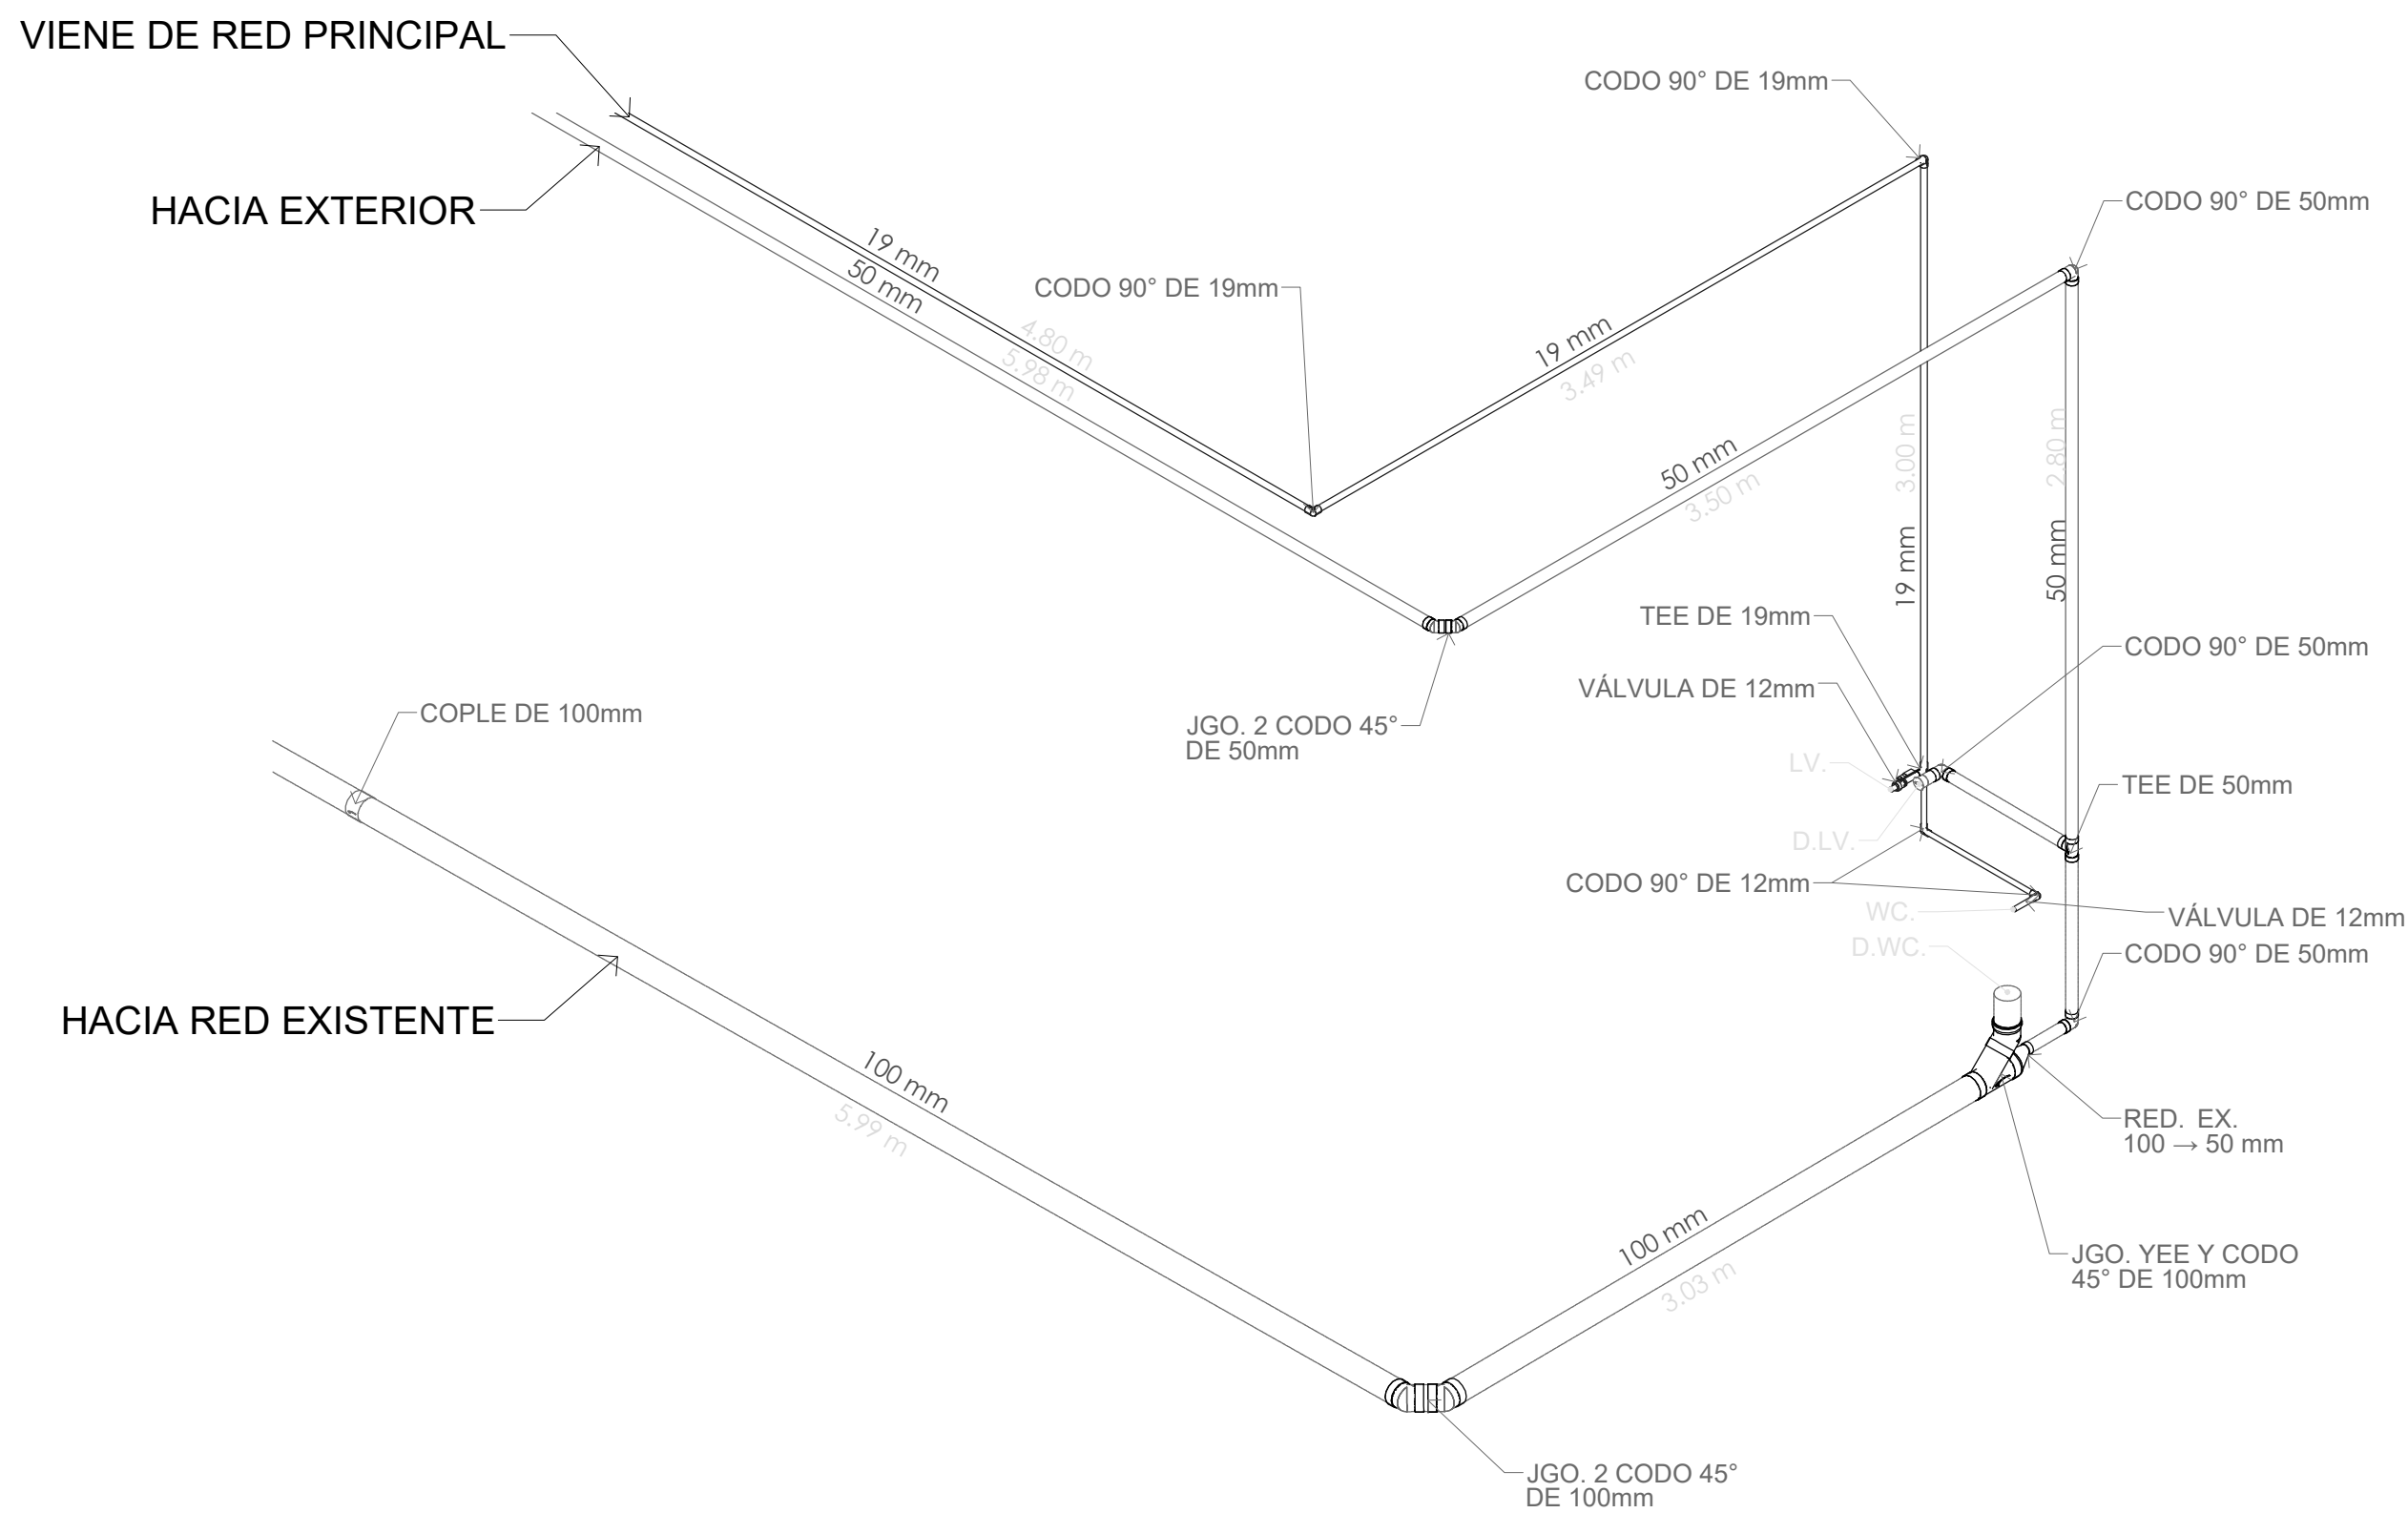 VIENE DE RED PRINCIPAL
CODO 90° DE 19mm
HACIA EXTERIOR
CODO 90° DE 50mm
19 mm
50 mm
CODO 90° DE 19mm
4.80 m
5.98 m
19 mm
3.49 m
50 mm
3.50 m
3.00 m
19 mm
2.80 m
50 mm
TEE DE 19mm
CODO 90° DE 50mm
VÁLVULA DE 12mm
COPLE DE 100mm
JGO. 2 CODO 45°
DE 50mm
LV.
TEE DE 50mm
D.LV.
CODO 90° DE 12mm
WC.
VÁLVULA DE 12mm
D.WC.
CODO 90° DE 50mm
HACIA RED EXISTENTE
100 mm
5.99 m
RED. EX.
100 → 50 mm
100 mm
3.03 m
JGO. YEE Y CODO
45° DE 100mm
JGO. 2 CODO 45°
DE 100mm